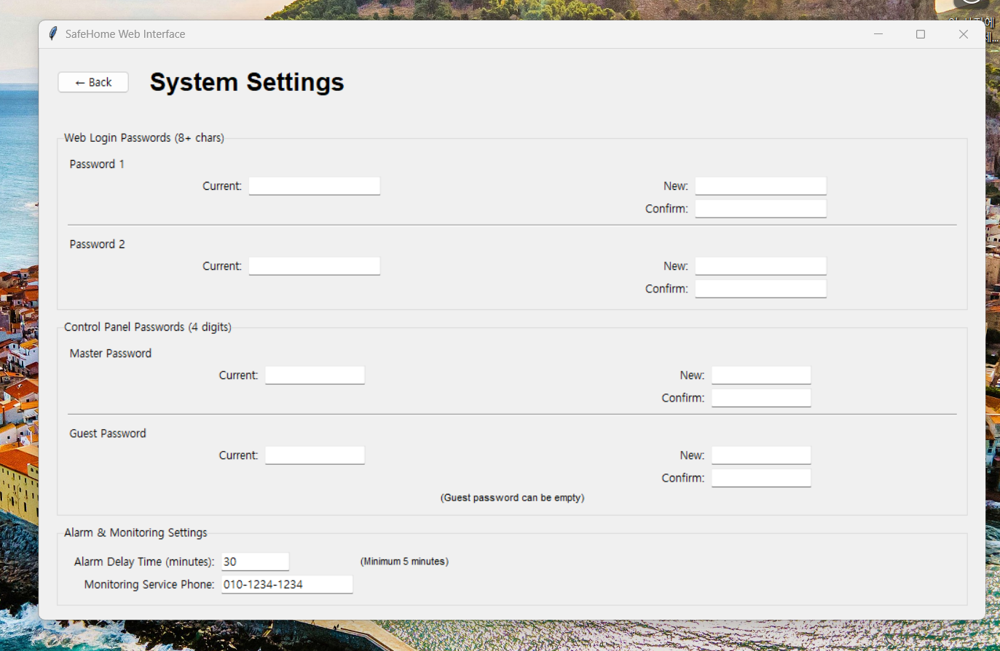 SafeHome Web Interface
← Back
System Settings
Web Login Passwords (8+ chars)
Password 1
Current:
New:
Confirm:
Password 2
Current:
New:
Confirm:
Control Panel Passwords (4 digits)
Master Password
Current:
New:
Confirm:
Guest Password
Current:
New:
Confirm:
(Guest password can be empty)
Alarm & Monitoring Settings
Alarm Delay Time (minutes): 30 (Minimum 5 minutes)
Monitoring Service Phone: 010-1234-1234